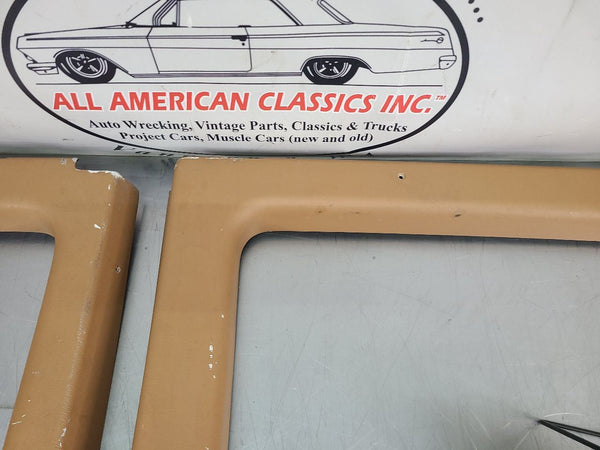 ALL AMERICAN CLASSICS INC.™
Auto Wrecking, Vintage Parts, Classics & Trucks
Project Cars, Muscle Cars (new and old)